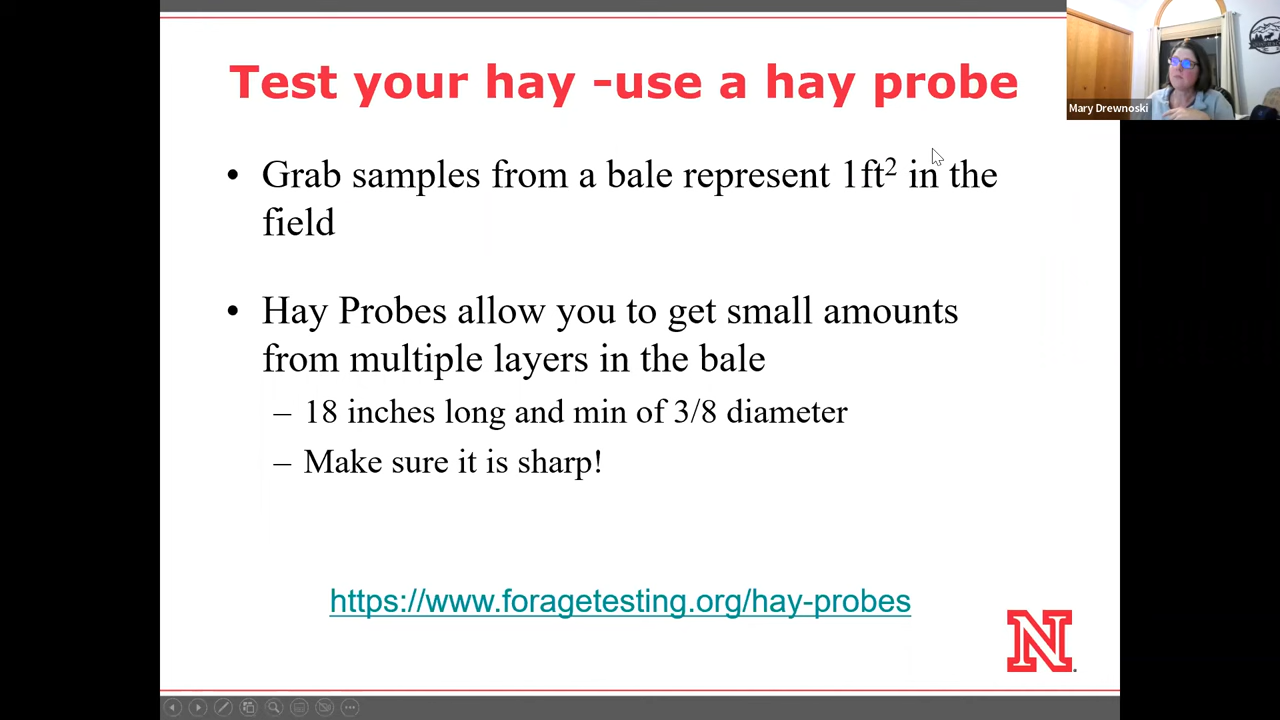 Test your hay -use a hay probe
Mary Drewnoski
• Grab samples from a bale represent 1ft² in the
field
• Hay Probes allow you to get small amounts
from multiple layers in the bale
– 18 inches long and min of 3/8 diameter
– Make sure it is sharp!
https://www.foragetesting.org/hay-probes
N